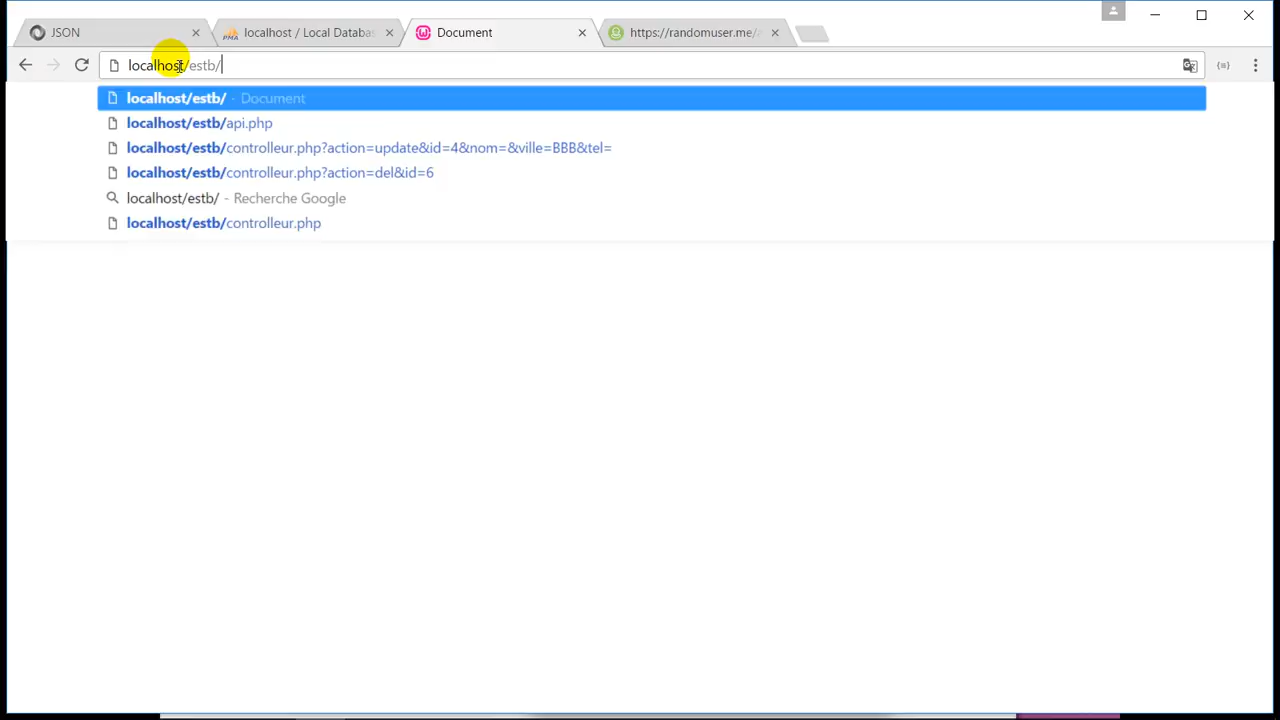 JSON
localhost / Local Databa
Document
https://randomuser.me/
localhost/estb/
localhost/estb/ - Document
localhost/estb/api.php
localhost/estb/controlleur.php?action=update&id=4&nom=&ville=BBB&tel=
localhost/estb/controlleur.php?action=del&id=6
localhost/estb/ - Recherche Google
localhost/estb/controlleur.php